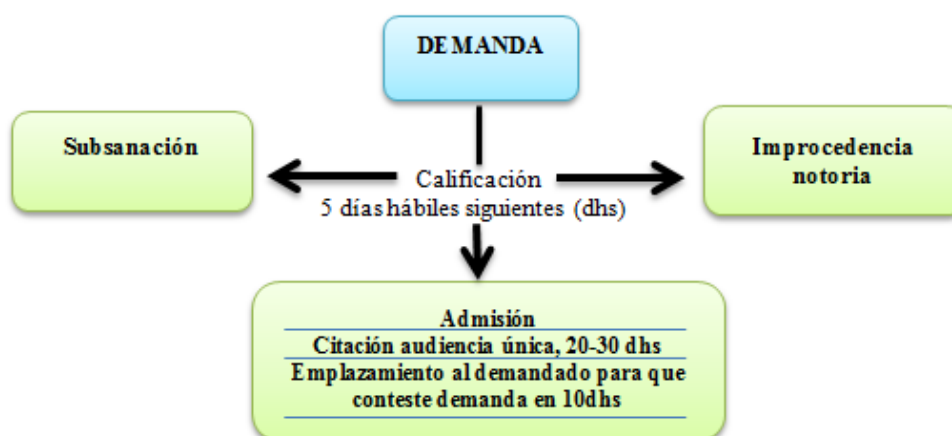 DEMANDA
Subsanación
Improcedencia
notoria
Calificación
5 días hábiles siguientes (dhs)
Admisión
Citación audiencia única, 20-30 dhs
Emplazamiento al demandado para que
conteste demanda en 10dhs